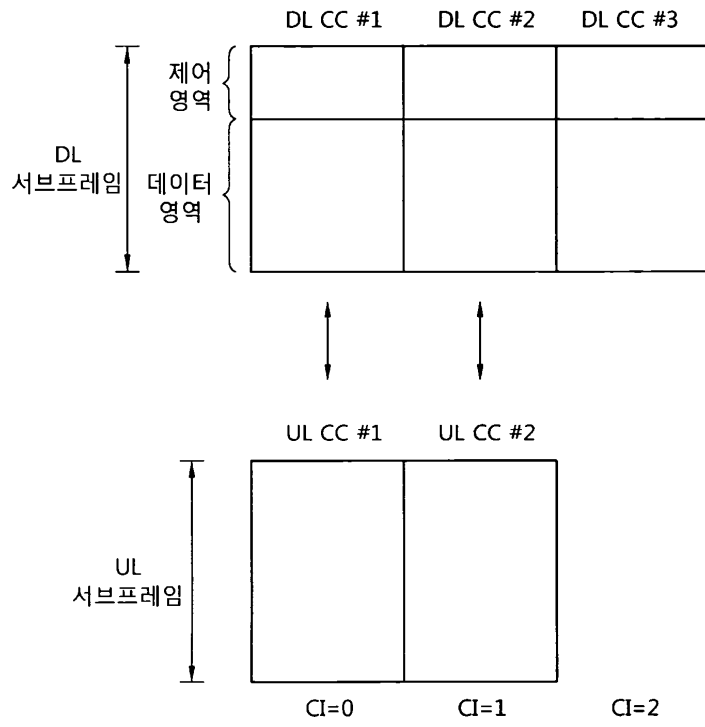 DL CC #1 DL CC #2 DL CC #3
제어
영역
DL
서브프레임
데이터
영역
UL CC #1 UL CC #2
UL
서브프레임
CI=0 CI=1 CI=2